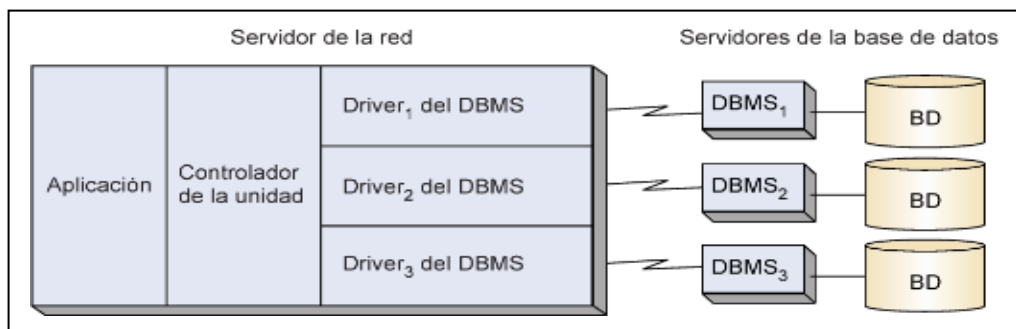 Servidor de la red
Servidores de la base de datos
Aplicación
Controlador
de la unidad
Driver₁ del DBMS
Driver₂ del DBMS
Driver₃ del DBMS
DBMS₁
BD
DBMS₂
BD
DBMS₃
BD